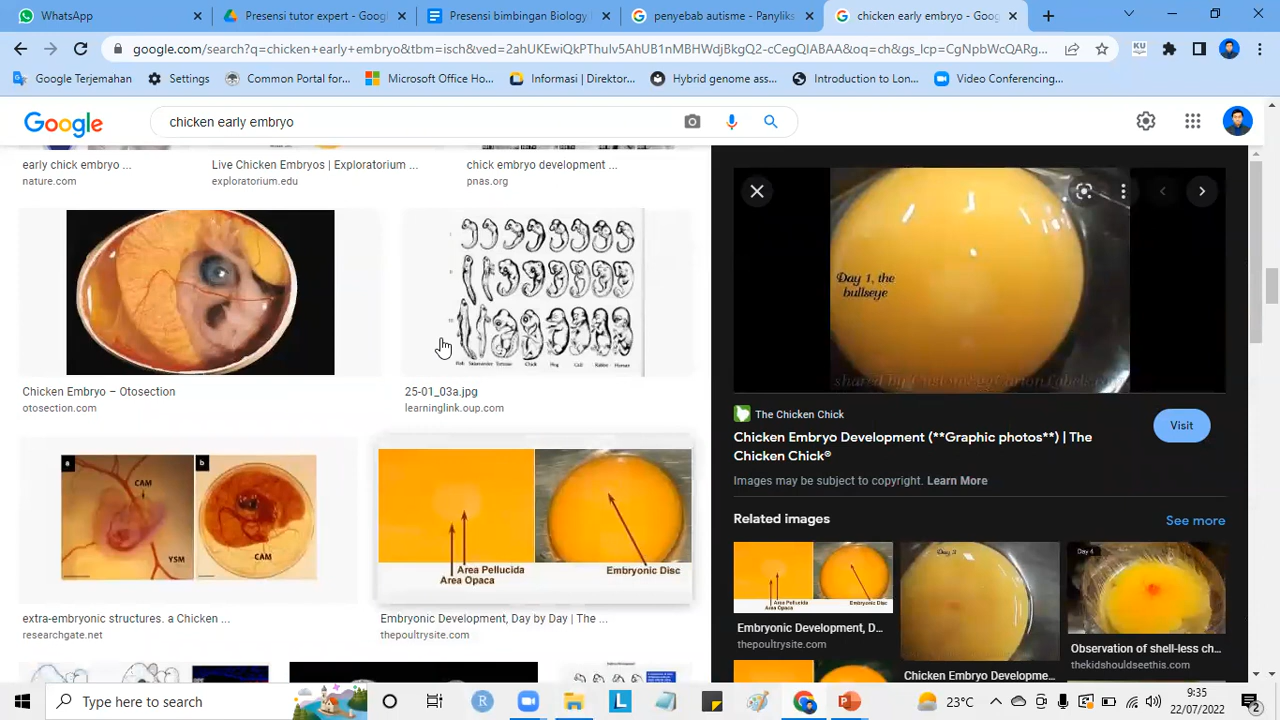 WhatsApp
Presensi tutor expert - Goog
Presensi bimbingan Biology
penyebab autisme - Panyliks
chicken early embryo - Goog
google.com/search?q=chicken+early+embryo&tbm=isch&ved=2ahUKEwiQkPThulv5AhUB1nMBHWdjBkgQ2-cCegQIABAA&oq=ch&gs_lcp=CgNpbWcQARg...
Google Terjemahan
Settings
Common Portal for...
Microsoft Office Ho...
Informasi | Direktor...
Hybrid genome ass...
Introduction to Lon...
Video Conferencing...
Google
chicken early embryo
early chick embryo ...
nature.com
Live Chicken Embryos | Exploratorium ...
exploratorium.edu
chick embryo development ...
pnas.org
Chicken Embryo – Otosection
otosection.com
25-01_03a.jpg
learninglink.oup.com
a
CAM
YSM
b
CAM
extra-embryonic structures. a Chicken ...
researchgate.net
Area Pellucida
Area Opaca
Embryonic Disc
Embryonic Development, Day by Day | The ...
thepoultrysite.com
Day 1, the
bullseye
shared by CustomEggCartonLabels.com
The Chicken Chick
Visit
Chicken Embryo Development (**Graphic photos**) | The
Chicken Chick®
Images may be subject to copyright. Learn More
Related images
See more
Area Pellucida
Area Opaca
Embryonic Disc
Embryonic Development, D...
thepoultrysite.com
Day 3
Chicken Embryo Developme...
Day 4
Observation of shell-less ch...
thekidshouldseethis.com
Type here to search
23°C
9:35
22/07/2022